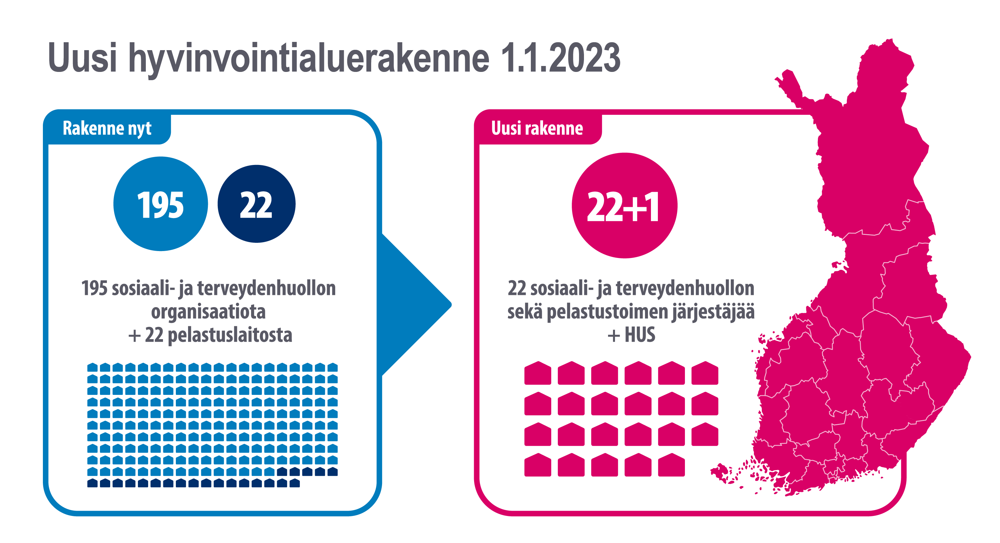 Uusi hyvinvointialuerakenne 1.1.2023
Rakenne nyt
195
22
195 sosiaali- ja terveydenhuollon
organisaatiota
+ 22 pelastuslaitosta
Uusi rakenne
22+1
22 sosiaali- ja terveydenhuollon
sekä pelastustoimen järjestäjää
+ HUS